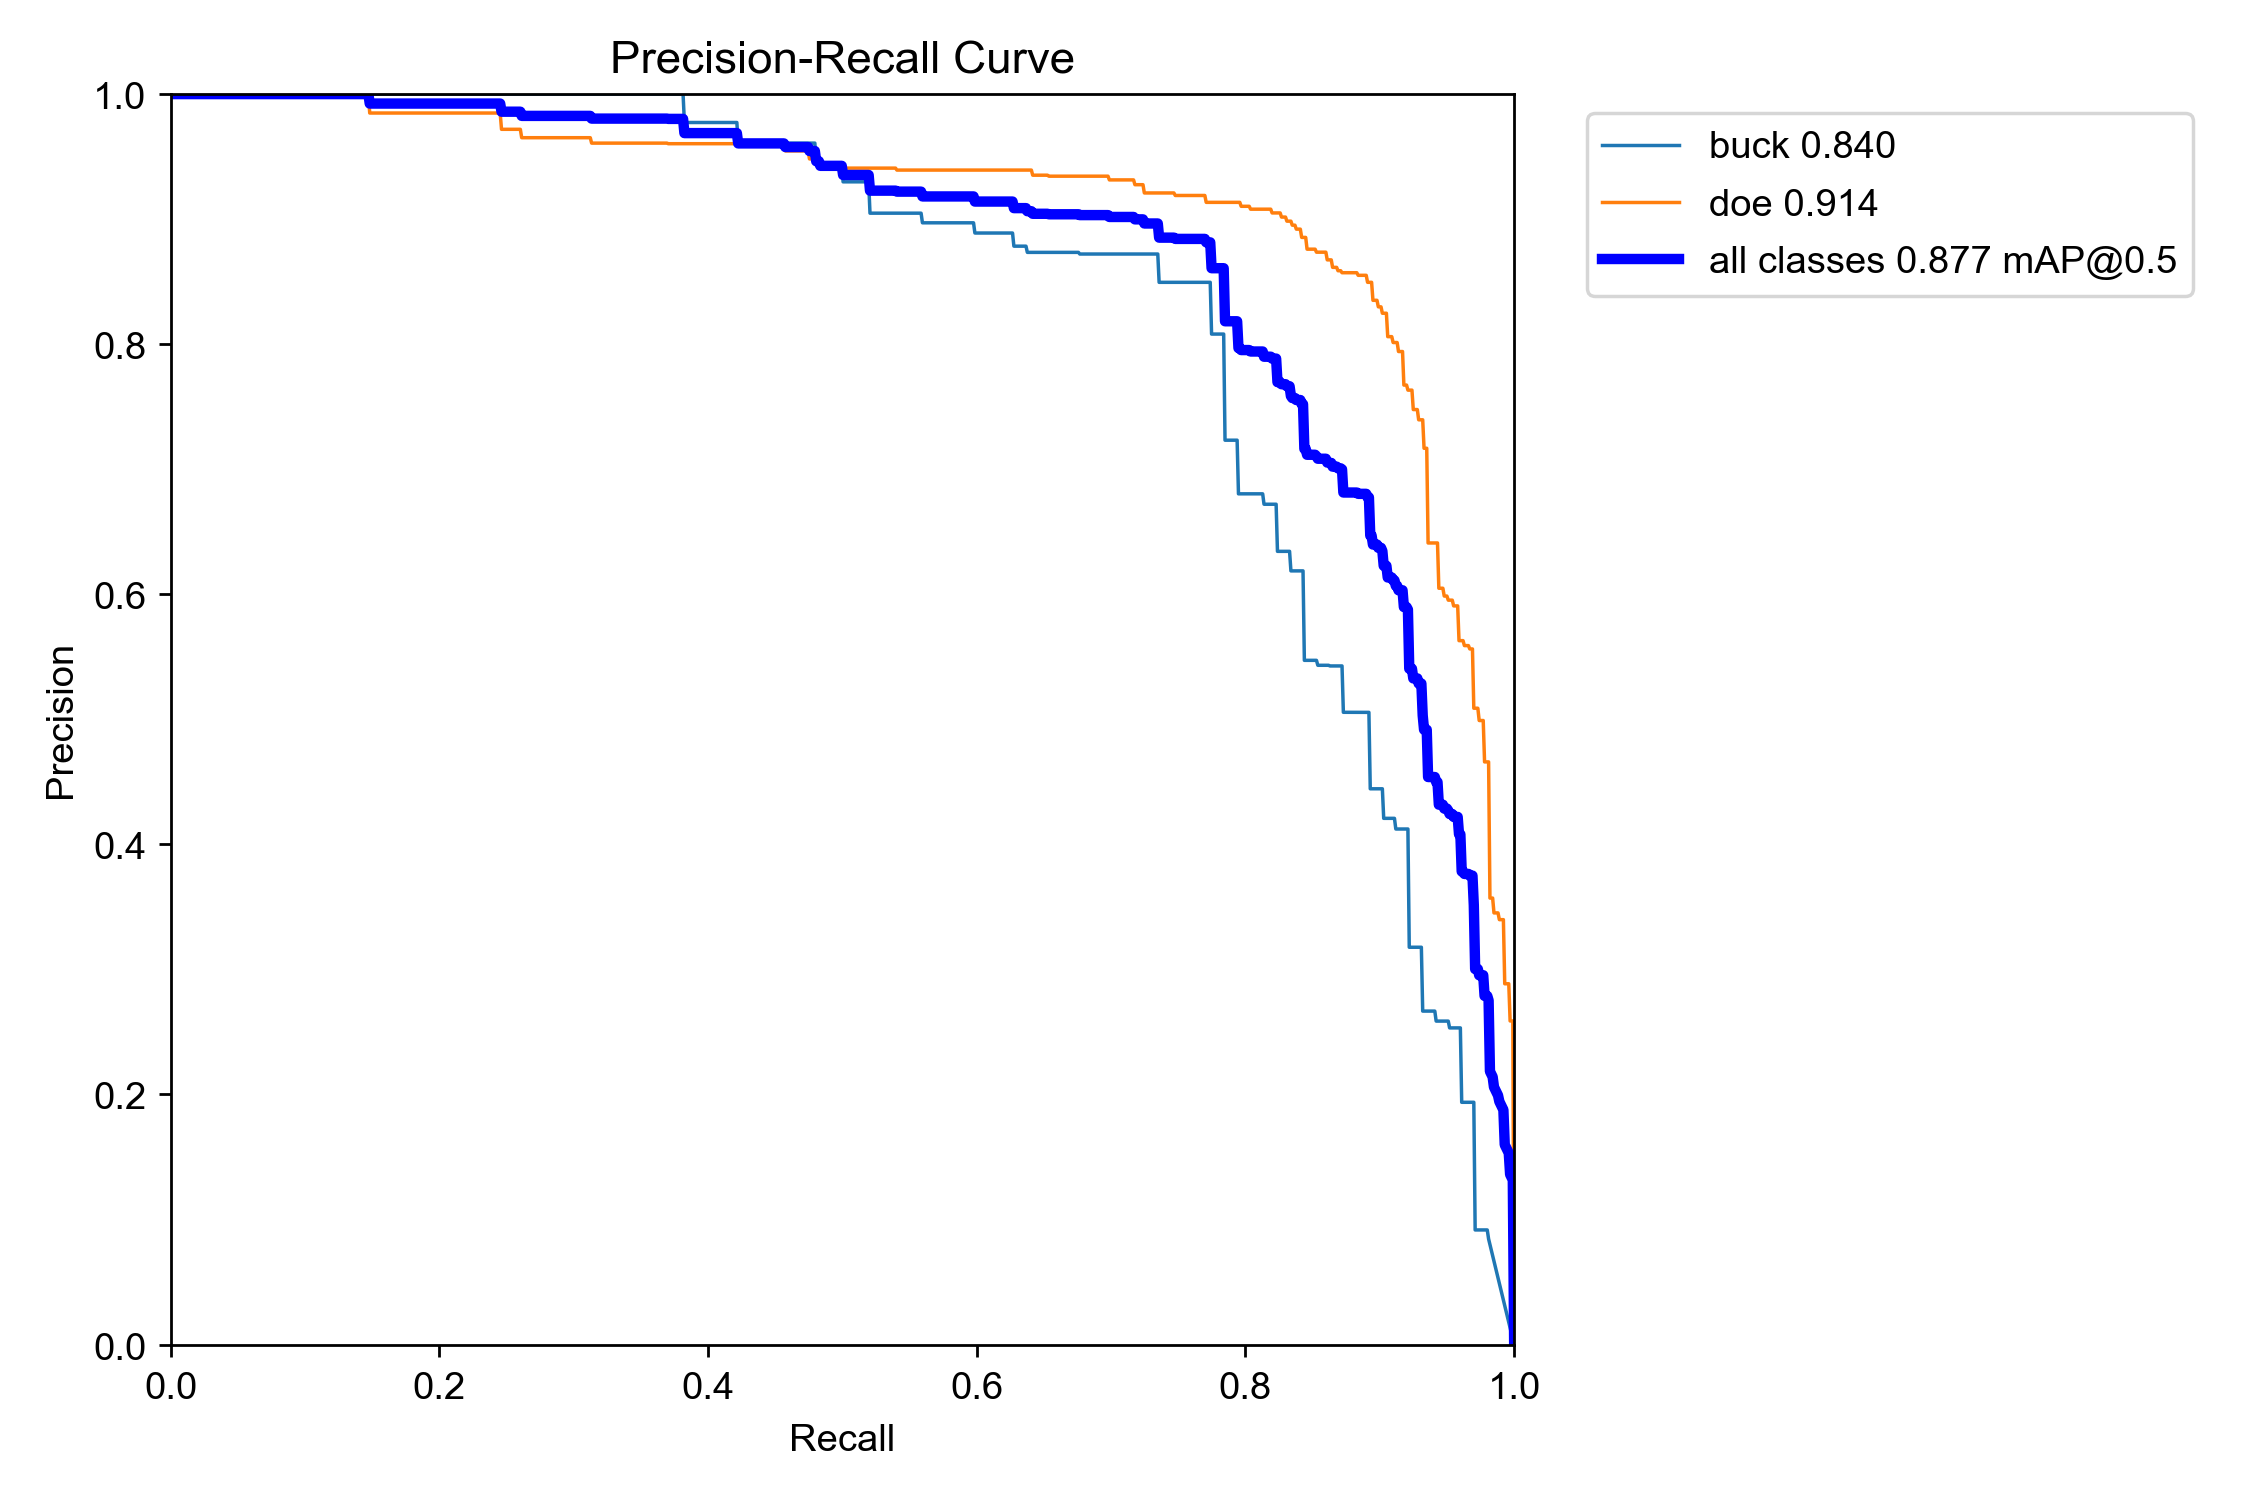 Precision-Recall Curve
1.0
0.8
0.6
0.4
0.2
0.0
Precision
0.0 0.2 0.4 0.6 0.8 1.0
Recall
buck 0.840
doe 0.914
all classes 0.877 mAP@0.5